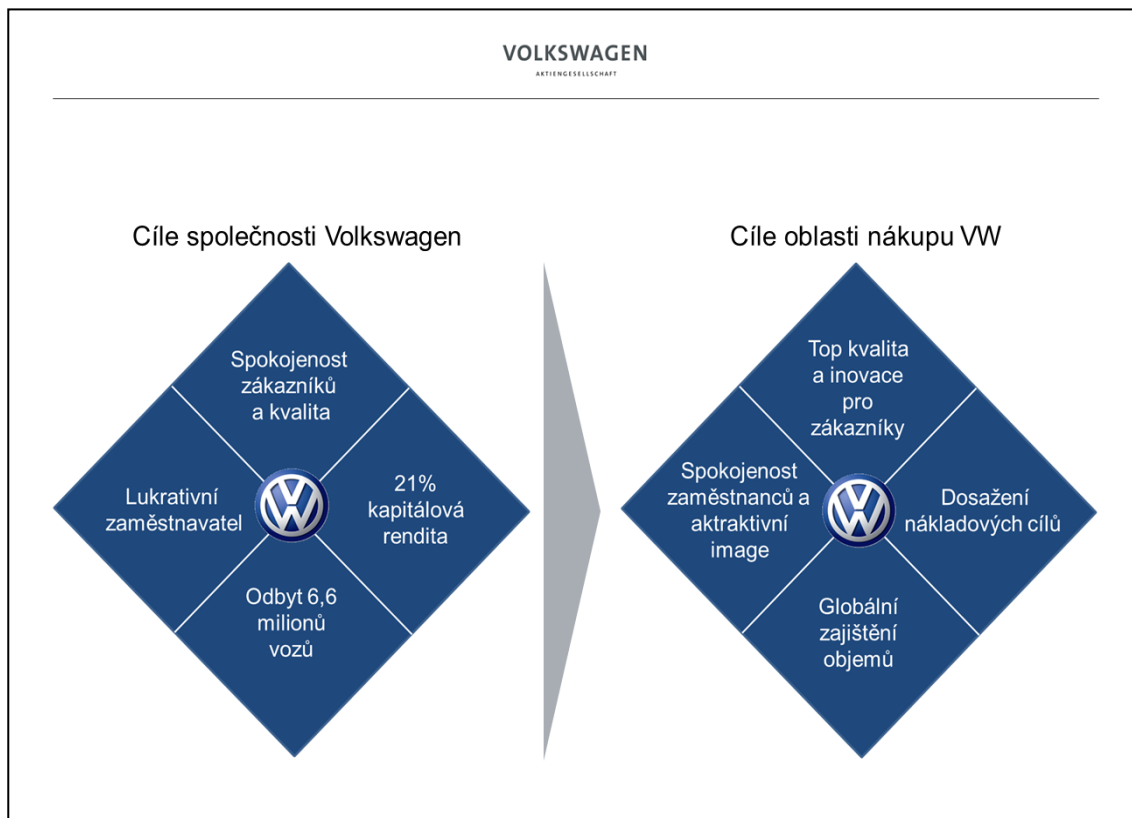 VOLKSWAGEN
AKTIENGESELLSCHAFT
Cíle společnosti Volkswagen
Spokojenost
zákazníků
a kvalita
Lukrativní
zaměstnavatel
21%
kapitálová
rendita
Odbyt 6,6
milionů
vozů
Cíle oblasti nákupu VW
Top kvalita
a inovace
pro
zákazníky
Spokojenost
zaměstnanců a
aktraktivní
image
Dosažení
nákladových cílů
Globální
zajištění
objemů